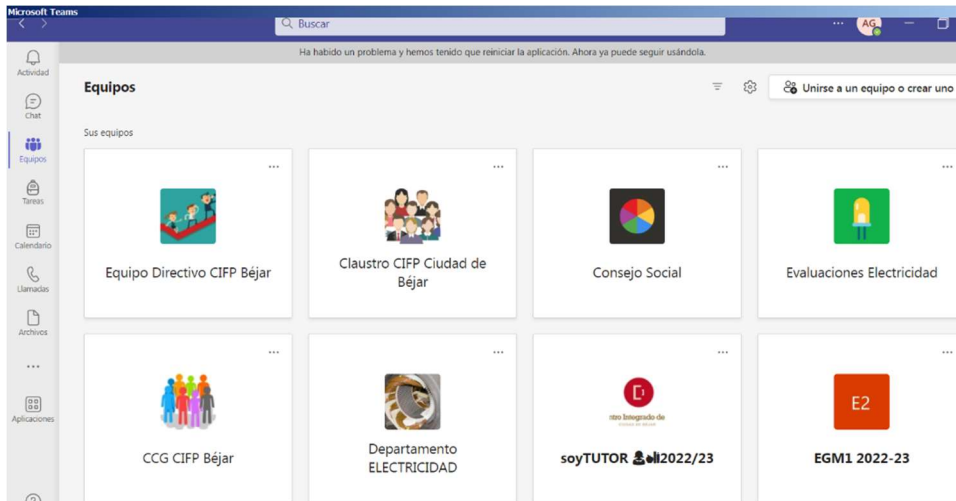 Microsoft Teams
Buscar
AG
Ha habido un problema y hemos tenido que reiniciar la aplicación. Ahora ya puede seguir usándola.
Actividad
Chat
Equipos
Tareas
Calendario
Llamadas
Archivos
Aplicaciones
Equipos
Unirse a un equipo o crear uno
Sus equipos
Equipo Directivo CIFP Béjar
Claustro CIFP Ciudad de
Béjar
Consejo Social
Evaluaciones Electricidad
CCG CIFP Béjar
Departamento
ELECTRICIDAD
ntro Integrado de
soyTUTOR 2022/23
E2
EGM1 2022-23